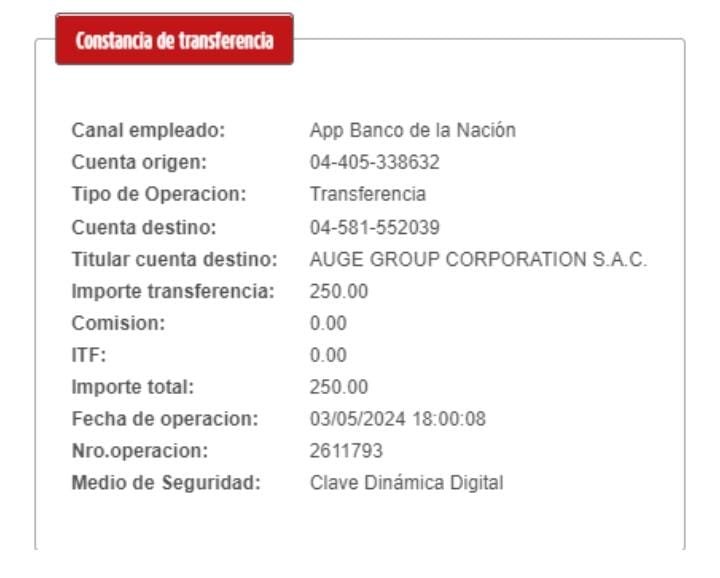 Constancia de transferencia
Canal empleado: App Banco de la Nación
Cuenta origen: 04-405-338632
Tipo de Operacion: Transferencia
Cuenta destino: 04-581-552039
Titular cuenta destino: AUGE GROUP CORPORATION S.A.C.
Importe transferencia: 250.00
Comision: 0.00
ITF: 0.00
Importe total: 250.00
Fecha de operacion: 03/05/2024 18:00:08
Nro.operacion: 2611793
Medio de Seguridad: Clave Dinámica Digital